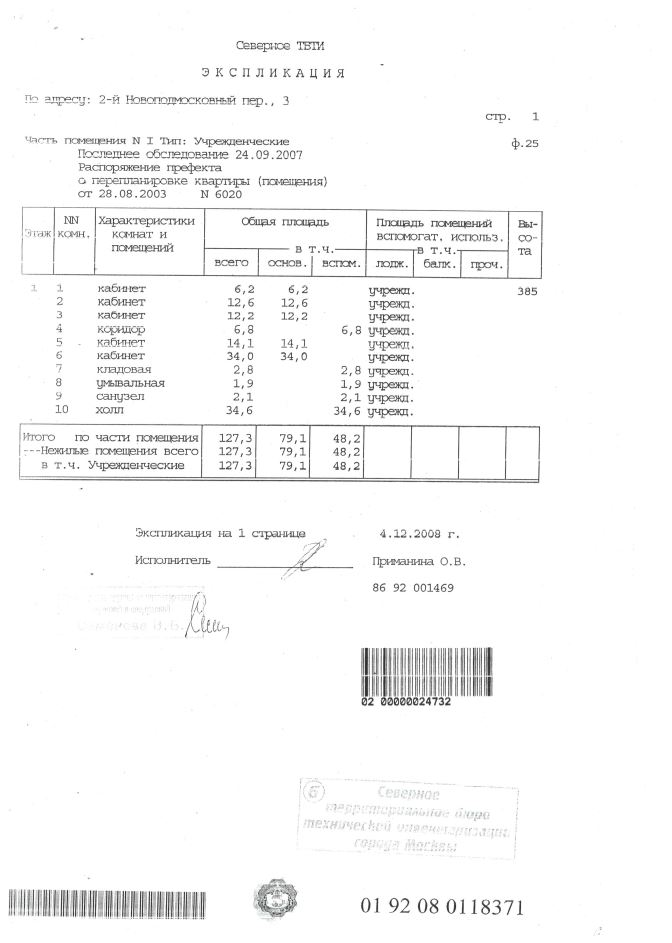 Северное ТБТИ
ЭКСПЛИКАЦИЯ
По адресу: 2-й Новоподмосковный пер., 3
стр. 1
Часть помещения N I Тип: Учрежденческие
ф.25
Последнее обследование 24.09.2007
Распоряжение префекта
о перепланировке квартиры (помещения)
от 28.08.2003 N 6020
Этаж NN комн. Характеристики комнат и помещений Общая площадь Площадь помещений вспомогат. использ. Вы-со-та
в т.ч. в т.ч.
всего основ. вспом. лодж. балк. проч.
1 1 кабинет 6,2 6,2 учрежд. 385
2 кабинет 12,6 12,6 учрежд.
3 кабинет 12,2 12,2 учрежд.
4 коридор 6,8 6,8 учрежд.
5 кабинет 14,1 14,1 учрежд.
6 кабинет 34,0 34,0 учрежд.
7 кладовая 2,8 2,8 учрежд.
8 умывальная 1,9 1,9 учрежд.
9 санузел 2,1 2,1 учрежд.
10 холл 34,6 34,6 учрежд.
Итого по части помещения 127,3 79,1 48,2
---Нежилые помещения всего 127,3 79,1 48,2
в т.ч. Учрежденческие 127,3 79,1 48,2
Экспликация на 1 странице 4.12.2008 г.
Исполнитель Приманина О.В.
86 92 001469
02 00000024732
6 Северное
территориальное бюро
технической инвентаризации
города Москвы
01 92 08 0118371